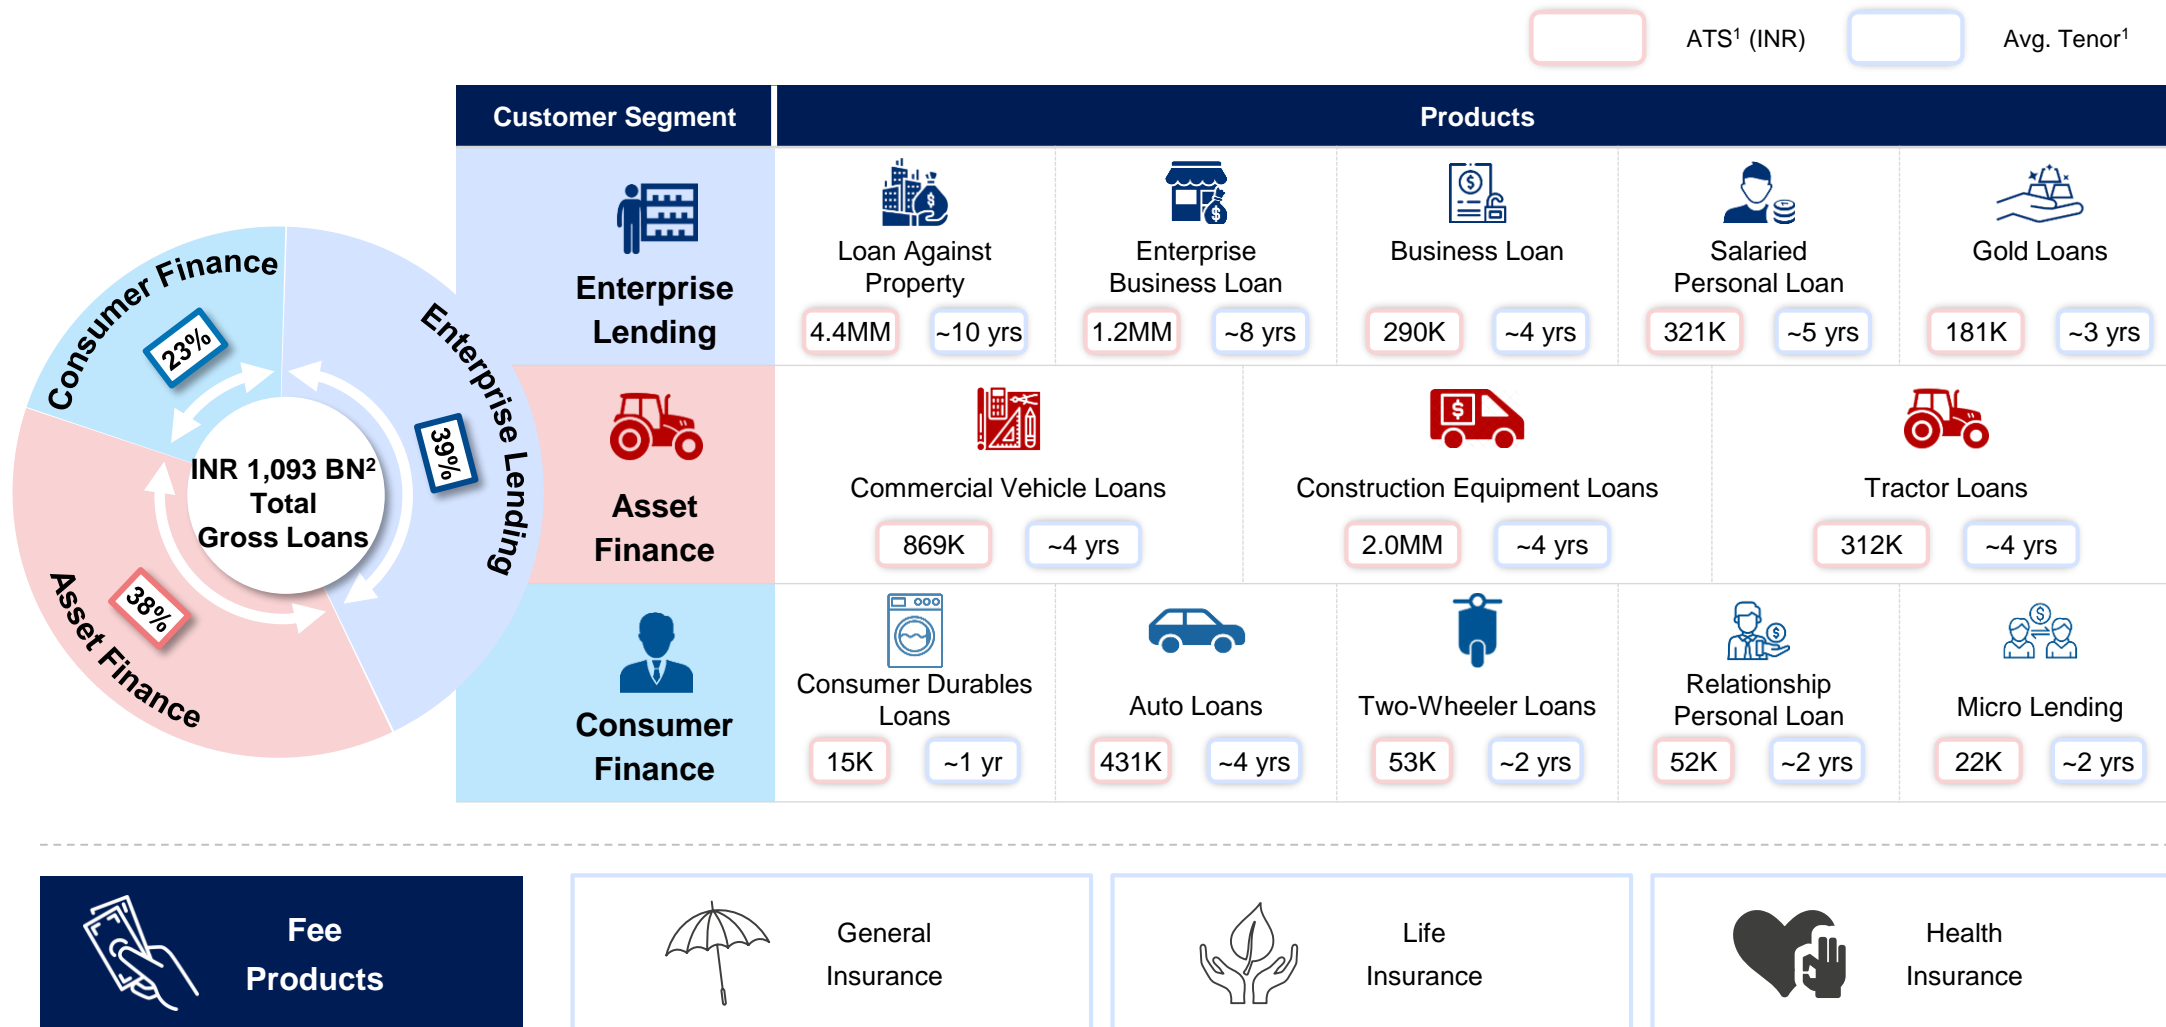 ATS¹ (INR)
Avg. Tenor¹
Customer Segment
Products
Enterprise
Lending
Loan Against
Property
4.4MM
~10 yrs
Enterprise
Business Loan
1.2MM
~8 yrs
Business Loan
290K
~4 yrs
Salaried
Personal Loan
321K
~5 yrs
Gold Loans
181K
~3 yrs
Consumer Finance
23%
Enterprise Lending
39%
Asset Finance
38%
INR 1,093 BN²
Total
Gross Loans
Asset
Finance
Commercial Vehicle Loans
869K
~4 yrs
Construction Equipment Loans
2.0MM
~4 yrs
Tractor Loans
312K
~4 yrs
Consumer
Finance
Consumer Durables
Loans
15K
~1 yr
Auto Loans
431K
~4 yrs
Two-Wheeler Loans
53K
~2 yrs
Relationship
Personal Loan
52K
~2 yrs
Micro Lending
22K
~2 yrs
Fee
Products
General
Insurance
Life
Insurance
Health
Insurance